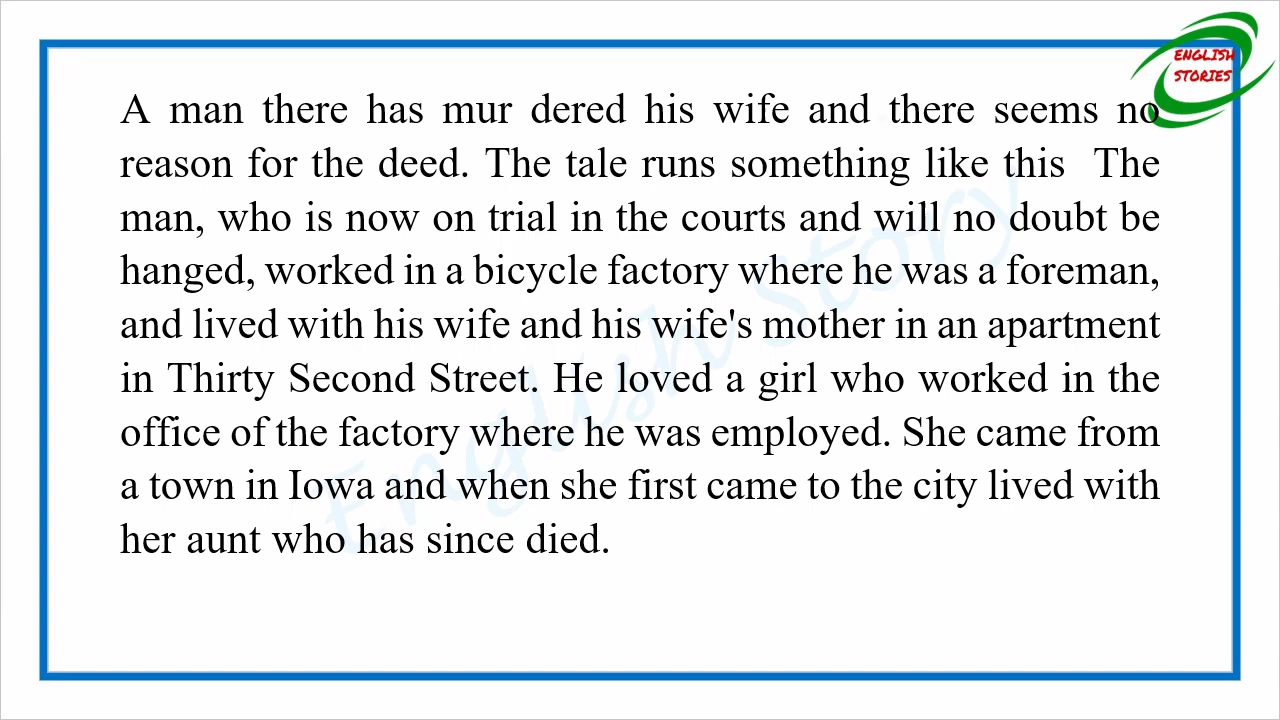 ENGLISH
STORIES
A man there has mur dered his wife and there seems no
reason for the deed. The tale runs something like this  The
man, who is now on trial in the courts and will no doubt be
hanged, worked in a bicycle factory where he was a foreman,
and lived with his wife and his wife's mother in an apartment
in Thirty Second Street. He loved a girl who worked in the
office of the factory where he was employed. She came from
a town in Iowa and when she first came to the city lived with
her aunt who has since died.
English Story